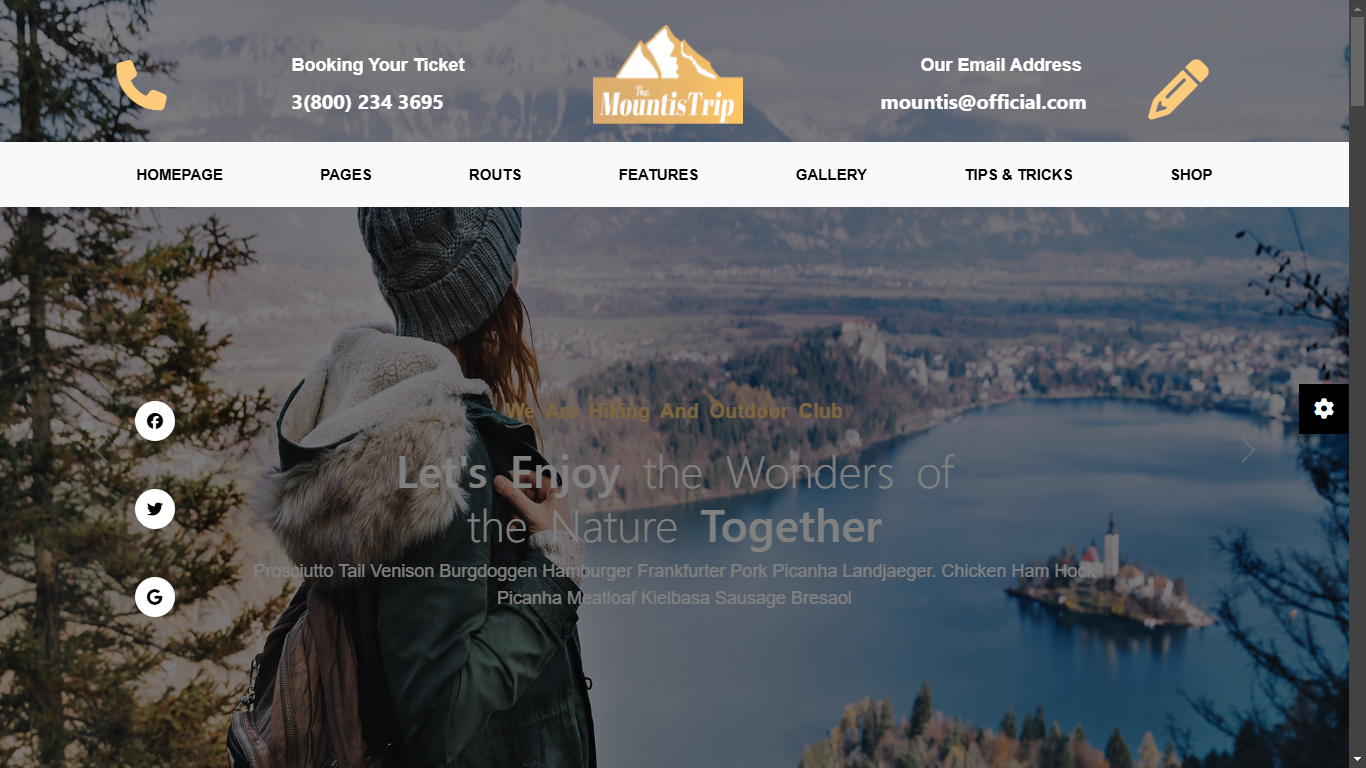 Booking Your Ticket
3(800) 234 3695
The
MountisTrip
Our Email Address
mountis@official.com
HOMEPAGE
PAGES
ROUTS
FEATURES
GALLERY
TIPS & TRICKS
SHOP
We Are Hiking And Outdoor Club
Let's Enjoy the Wonders of
the Nature Together
Prosciutto Tail Venison Burgdoggen Hamburger Frankfurter Pork Picanha Landjaeger. Chicken Ham Hock
Picanha Meatloaf Kielbasa Sausage Bresaol